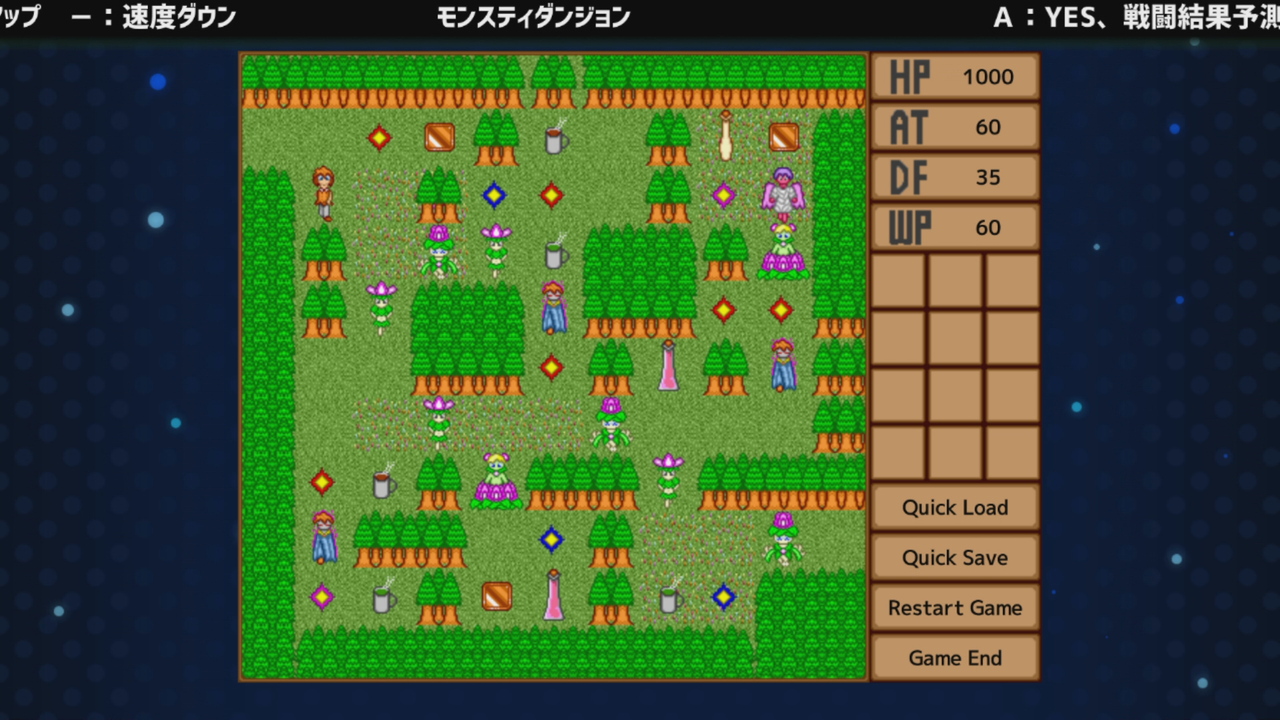 ップ －：速度ダウン
モンスティダンジョン
A：YES、戦闘結果予測
HP 1000
AT 60
DF 35
WP 60
Quick Load
Quick Save
Restart Game
Game End